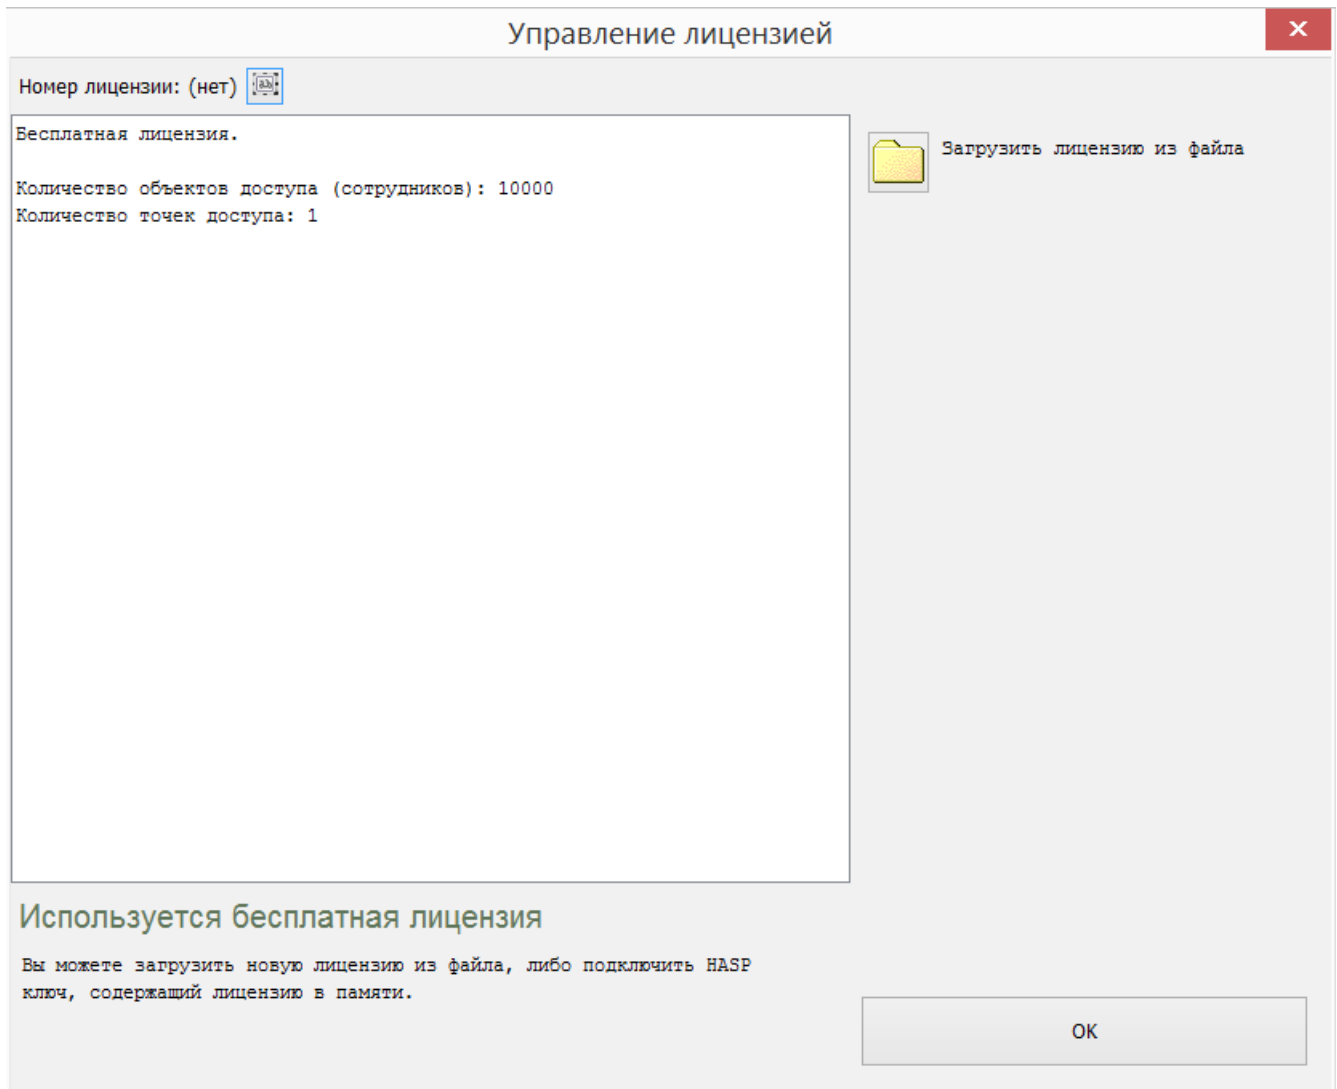 Управление лицензией
Номер лицензии: (нет)
Бесплатная лицензия.
Загрузить лицензию из файла
Количество объектов доступа (сотрудников): 10000
Количество точек доступа: 1
Используется бесплатная лицензия
Вы можете загрузить новую лицензию из файла, либо подключить HASP
ключ, содержащий лицензию в памяти.
OK